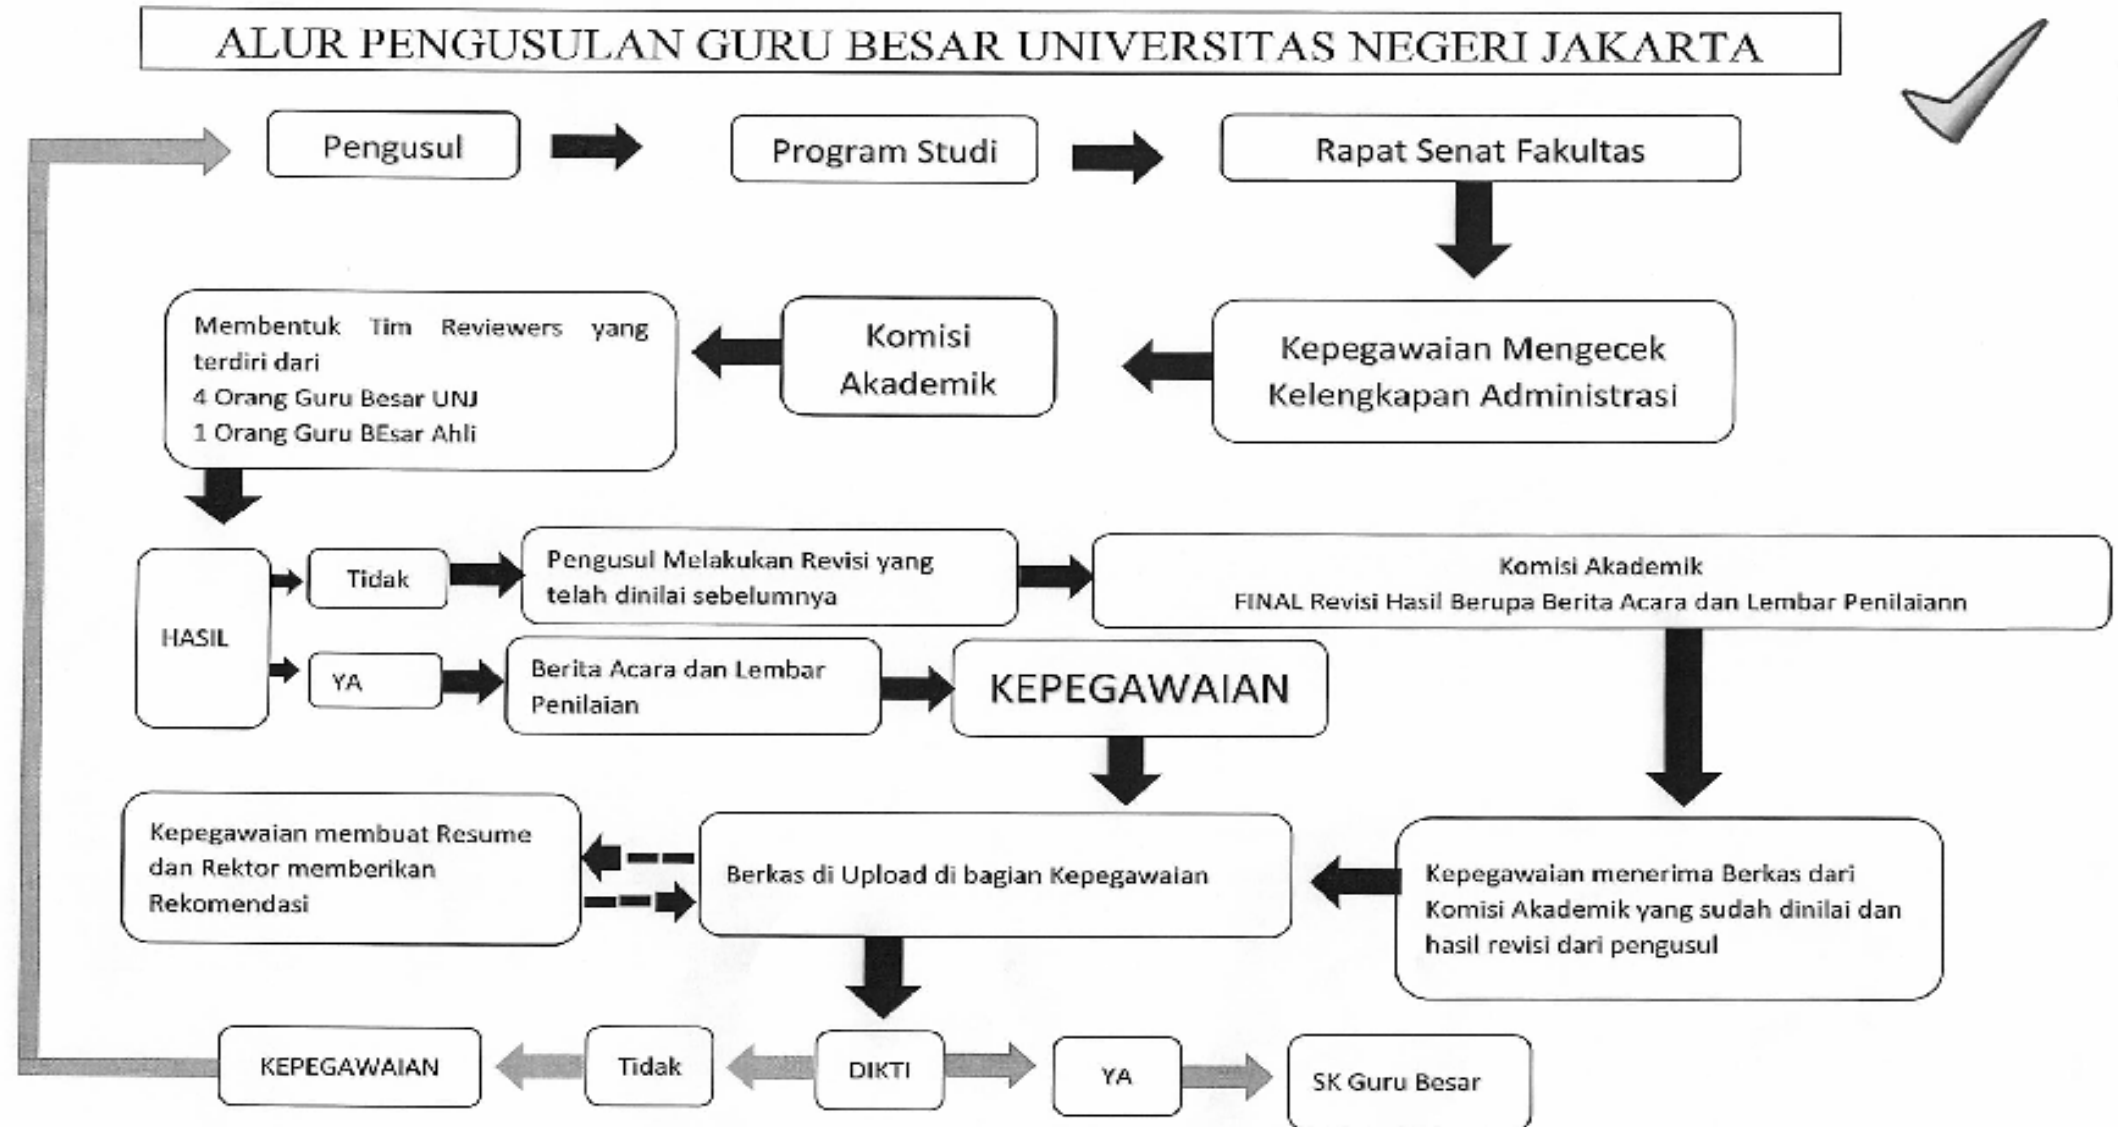 ALUR PENGUSULAN GURU BESAR UNIVERSITAS NEGERI JAKARTA
Pengusul
Program Studi
Rapat Senat Fakultas
Membentuk Tim Reviewers yang
terdiri dari
4 Orang Guru Besar UNJ
1 Orang Guru BEsar Ahli
Komisi
Akademik
Kepegawaian Mengecek
Kelengkapan Administrasi
HASIL
Tidak
Pengusul Melakukan Revisi yang
telah dinilai sebelumnya
Komisi Akademik
FINAL Revisi Hasil Berupa Berita Acara dan Lembar Penilaiann
YA
Berita Acara dan Lembar
Penilaian
KEPEGAWAIAN
Kepegawaian membuat Resume
dan Rektor memberikan
Rekomendasi
Berkas di Upload di bagian Kepegawaian
Kepegawaian menerima Berkas dari
Komisi Akademik yang sudah dinilai dan
hasil revisi dari pengusul
KEPEGAWAIAN
Tidak
DIKTI
YA
SK Guru Besar